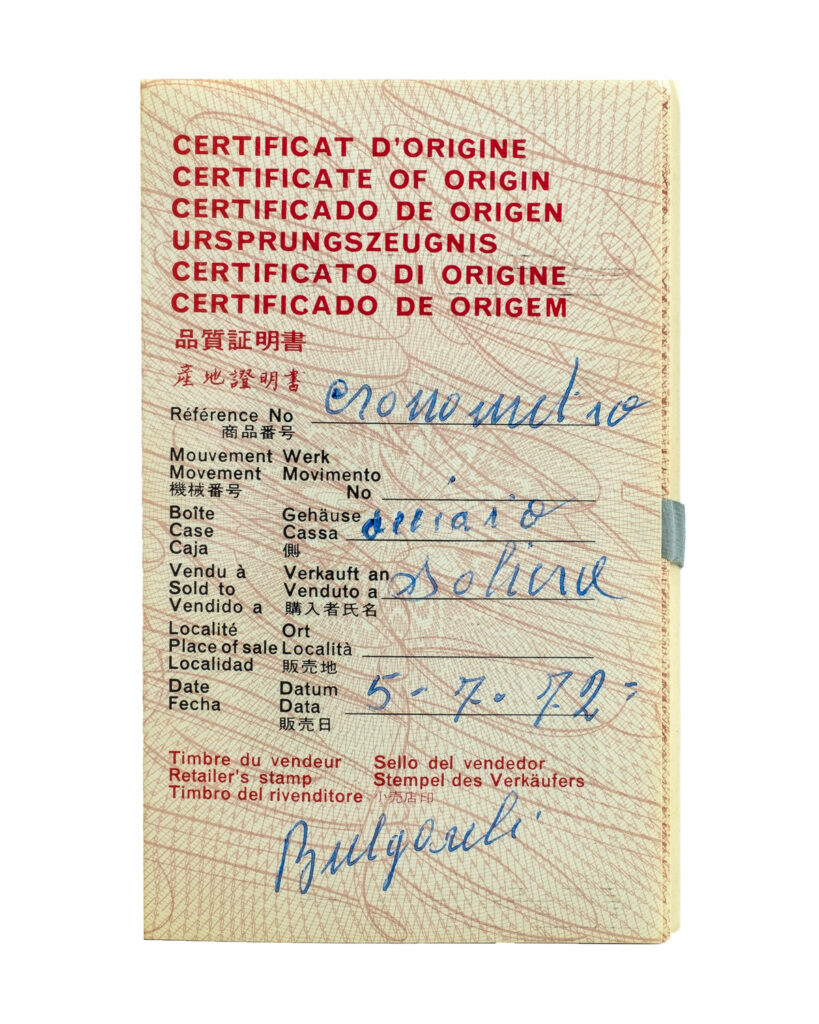 CERTIFICAT D'ORIGINE
CERTIFICATE OF ORIGIN
CERTIFICADO DE ORIGEN
URSPRUNGSZEUGNIS
CERTIFICATO DI ORIGINE
CERTIFICADO DE ORIGEM
品質証明書
産地證明書
Référence No cronometro
商品番号
Mouvement Werk
Movement Movimento
機械番号 No
Boîte Gehäuse
Case Cassa
Caja 側
Vendu à Verkauft an
Sold to Venduto a
Vendido a 購入者氏名
Localité Ort
Place of sale Località
Localidad 販売地
Date Datum 5-7-72
Fecha Data
販売日
Timbre du vendeur Sello del vendedor
Retailer's stamp Stempel des Verkäufers
Timbro del rivenditore 小売店印